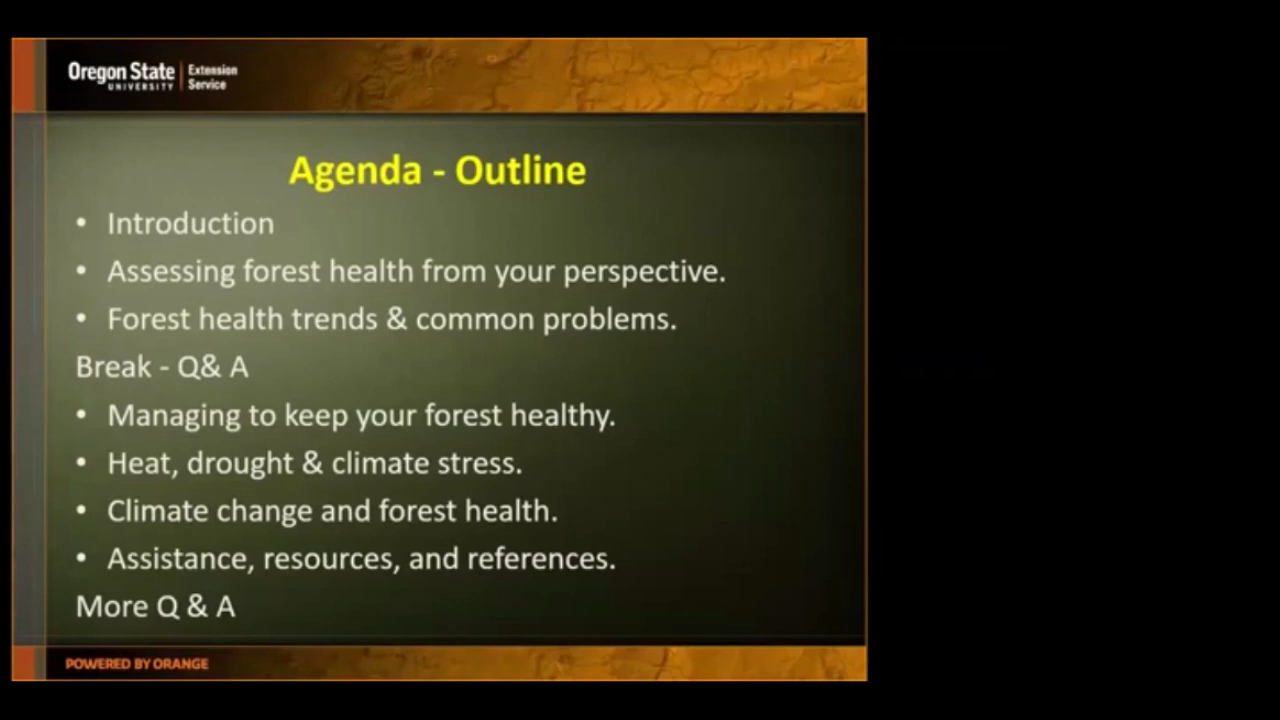 Oregon State
UNIVERSITY
Extension
Service
Agenda - Outline
• Introduction
• Assessing forest health from your perspective.
• Forest health trends & common problems.
Break - Q& A
• Managing to keep your forest healthy.
• Heat, drought & climate stress.
• Climate change and forest health.
• Assistance, resources, and references.
More Q & A
POWERED BY ORANGE